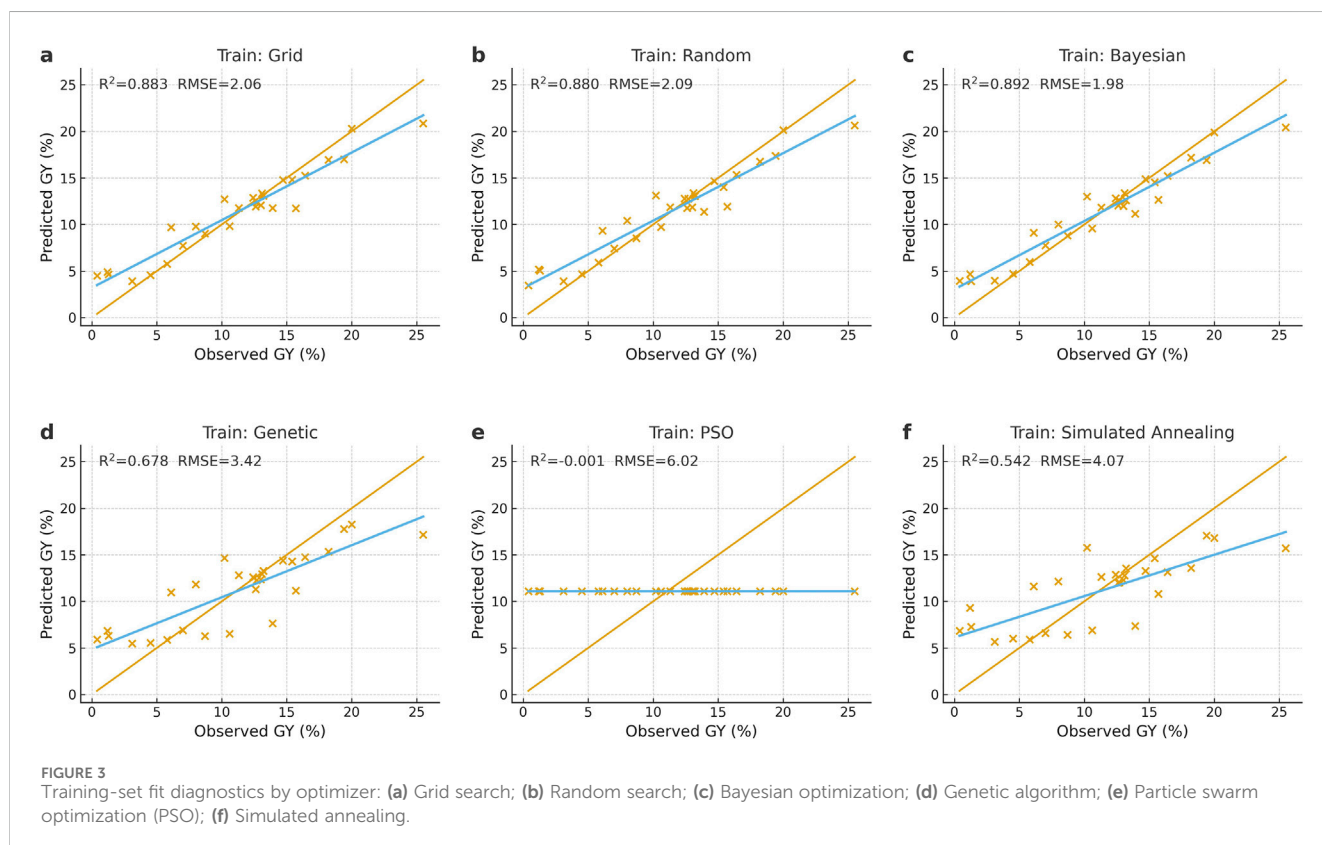 a Train: Grid
R²=0.883 RMSE=2.06
Predicted GY (%)
25
20
15
10
5
0
0 5 10 15 20 25
Observed GY (%)
b Train: Random
R²=0.880 RMSE=2.09
Predicted GY (%)
25
20
15
10
5
0
0 5 10 15 20 25
Observed GY (%)
c Train: Bayesian
R²=0.892 RMSE=1.98
Predicted GY (%)
25
20
15
10
5
0
0 5 10 15 20 25
Observed GY (%)
d Train: Genetic
R²=0.678 RMSE=3.42
Predicted GY (%)
25
20
15
10
5
0
0 5 10 15 20 25
Observed GY (%)
e Train: PSO
R²=-0.001 RMSE=6.02
Predicted GY (%)
25
20
15
10
5
0
0 5 10 15 20 25
Observed GY (%)
f Train: Simulated Annealing
R²=0.542 RMSE=4.07
Predicted GY (%)
25
20
15
10
5
0
0 5 10 15 20 25
Observed GY (%)
FIGURE 3
Training-set fit diagnostics by optimizer: (a) Grid search; (b) Random search; (c) Bayesian optimization; (d) Genetic algorithm; (e) Particle swarm
optimization (PSO); (f) Simulated annealing.